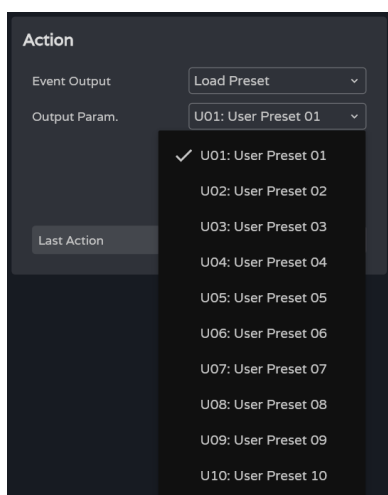 Action
Event Output Load Preset
Output Param. U01: User Preset 01
U01: User Preset 01
U02: User Preset 02
U03: User Preset 03
Last Action
U04: User Preset 04
U05: User Preset 05
U06: User Preset 06
U07: User Preset 07
U08: User Preset 08
U09: User Preset 09
U10: User Preset 10